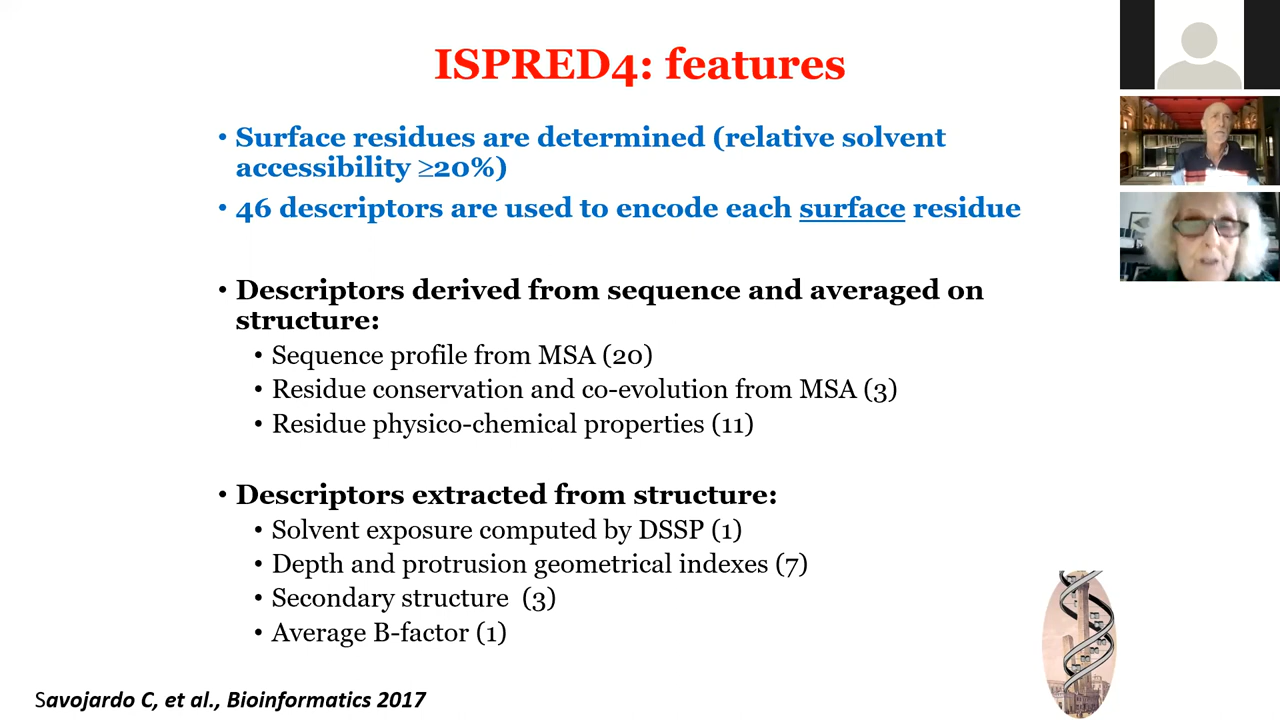 ISPRED4: features
• Surface residues are determined (relative solvent
accessibility ≥20%)
• 46 descriptors are used to encode each surface residue
• Descriptors derived from sequence and averaged on
structure:
• Sequence profile from MSA (20)
• Residue conservation and co-evolution from MSA (3)
• Residue physico-chemical properties (11)
• Descriptors extracted from structure:
• Solvent exposure computed by DSSP (1)
• Depth and protrusion geometrical indexes (7)
• Secondary structure (3)
• Average B-factor (1)
Savojardo C, et al., Bioinformatics 2017